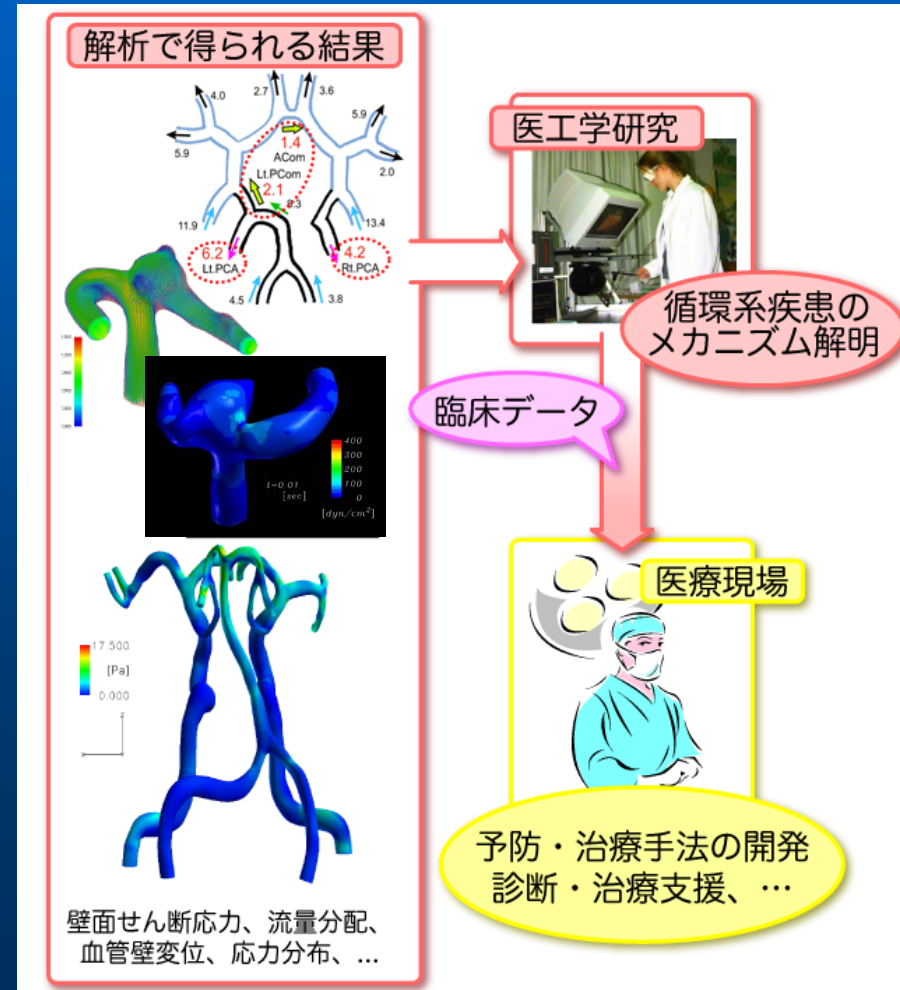 解析で得られる結果
2.7
3.6
4.0
5.9
5.9
2.0
1.4
ACom
Lt.PCom
2.1
8.3
11.9
13.4
6.2
Lt.PCA
4.2
Rt.PCA
4.5
3.8
400
300
200
100
0
t=0.01
[sec]
[dyn/cm²]
17.500
[Pa]
0.000
壁面せん断応力、流量分配、
血管壁変位、応力分布、...
医工学研究
循環系疾患の
メカニズム解明
臨床データ
医療現場
予防・治療手法の開発
診断・治療支援、…